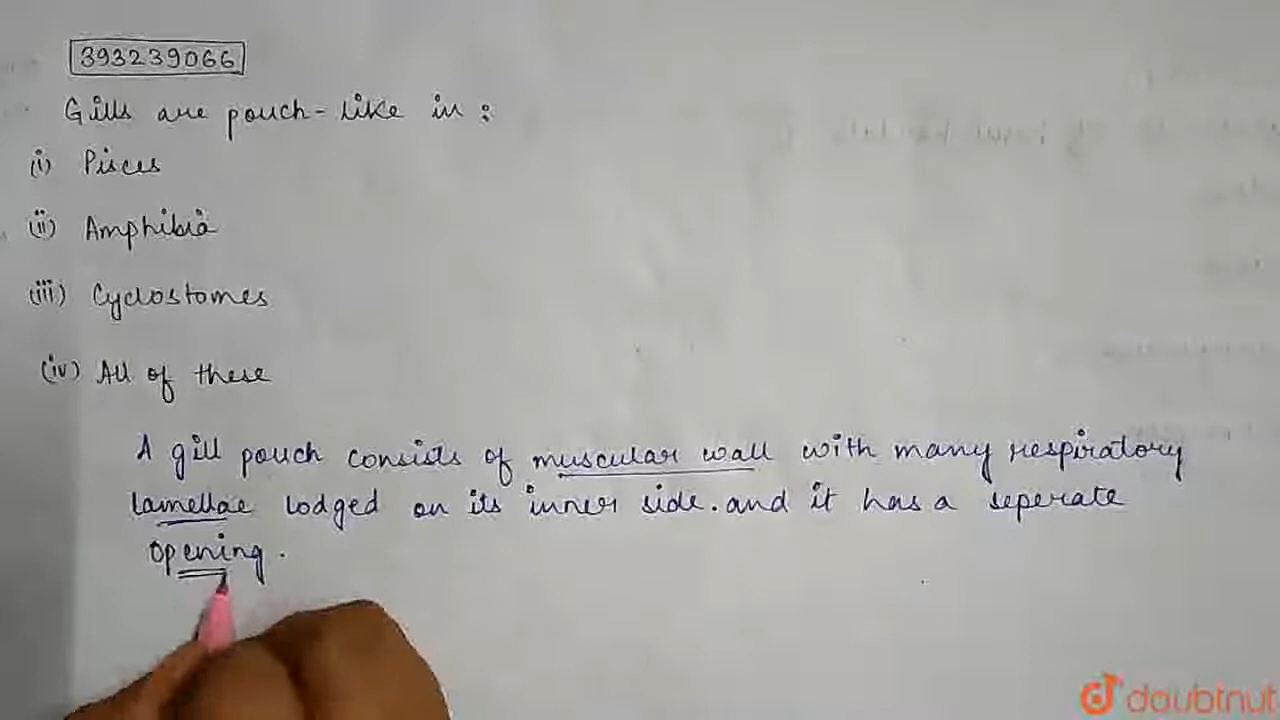 393239066
Gills are pouch-like in :
(i) Pisces
(ii) Amphibia
(iii) Cyclostomes
(iv) All of these
A gill pouch consists of muscular wall with many respiratory
lamellae lodged on its inner side. and it has a seperate
opening.
doubtnut